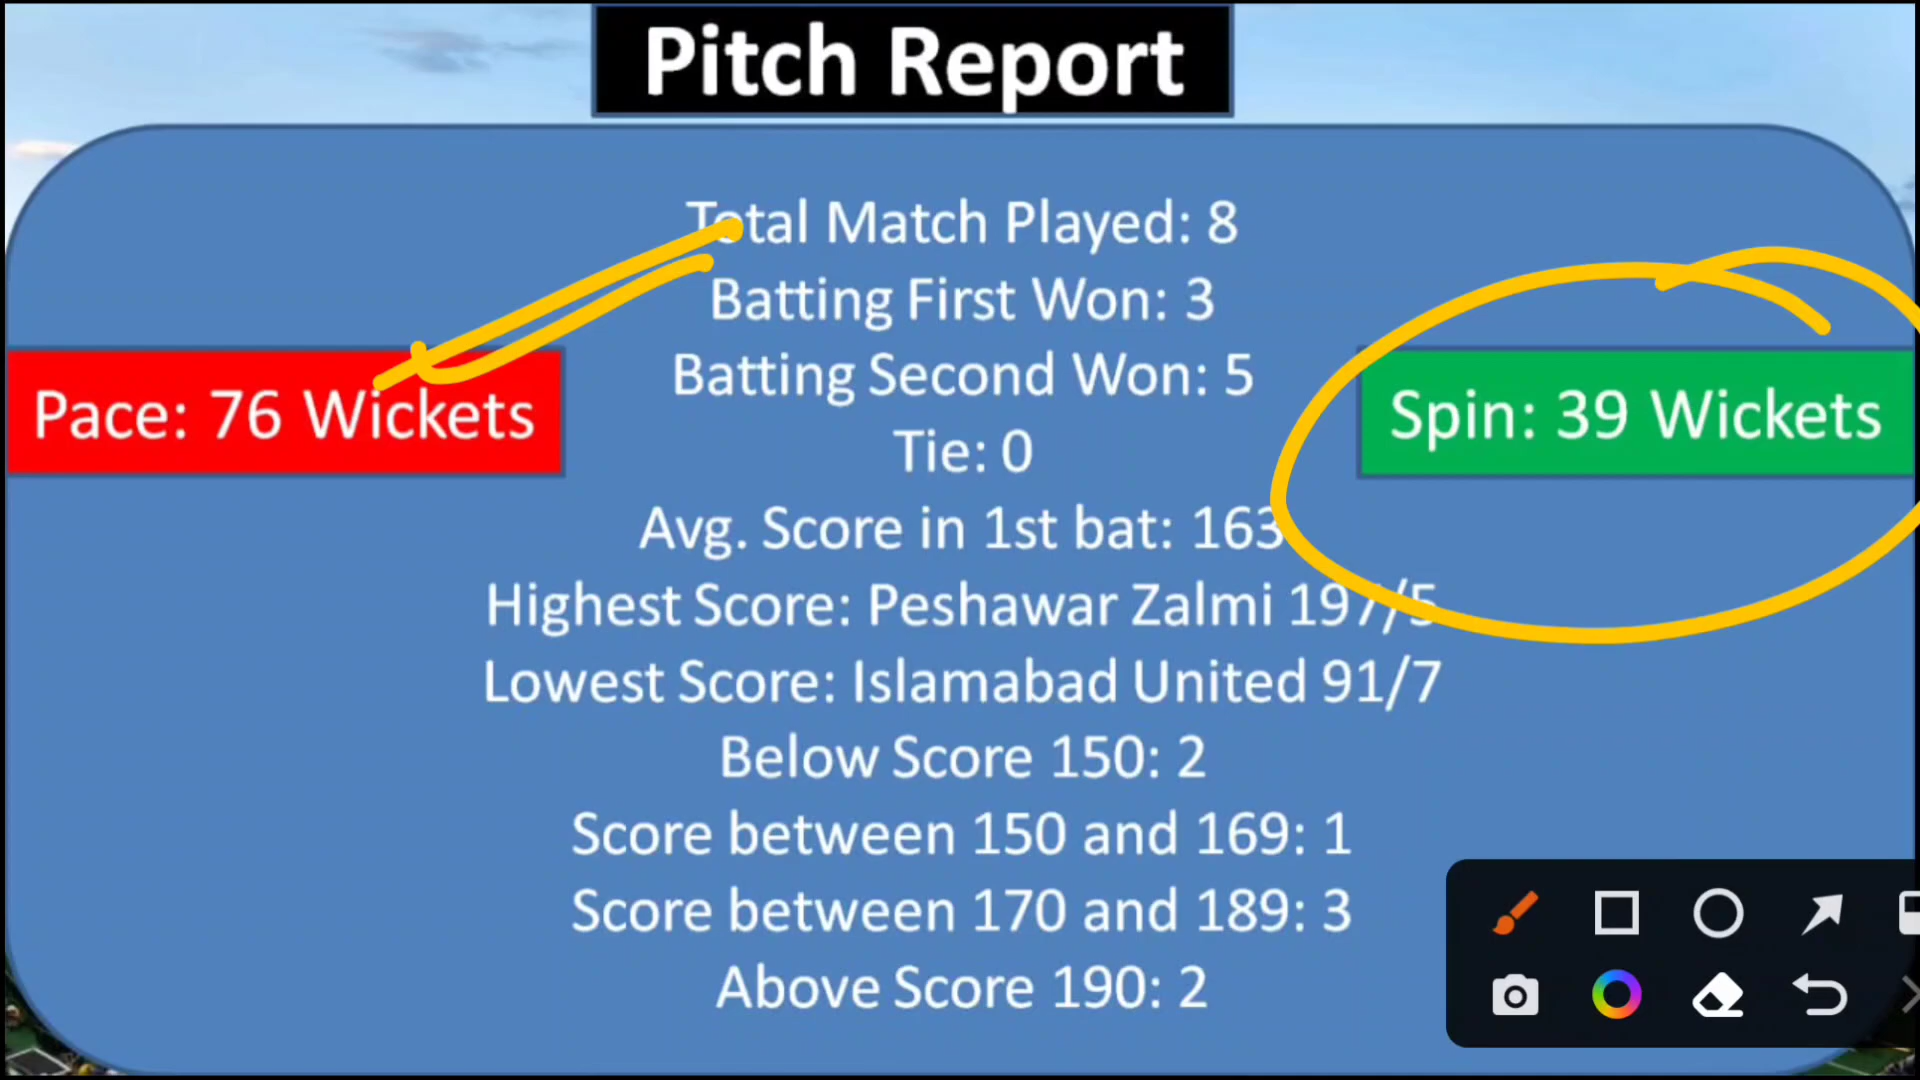 Pitch Report
Total Match Played: 8
Batting First Won: 3
Batting Second Won: 5
Pace: 76 Wickets
Spin: 39 Wickets
Tie: 0
Avg. Score in 1st bat: 163
Highest Score: Peshawar Zalmi 197/5
Lowest Score: Islamabad United 91/7
Below Score 150: 2
Score between 150 and 169: 1
Score between 170 and 189: 3
Above Score 190: 2